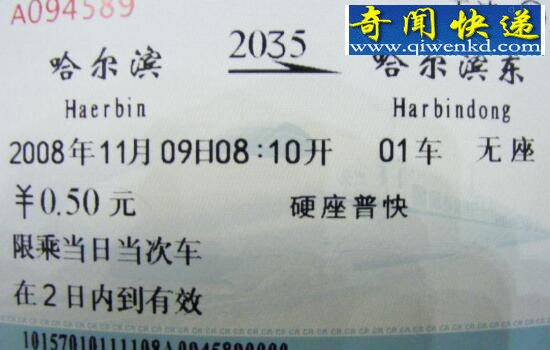 A094589
奇闻快递
www.qiwenkd.com
哈尔滨 2035 哈尔滨东
Haerbin Harbindong
2008年11月09日08:10开 01车 无座
¥0.50元 硬座普快
限乘当日当次车
在2日内到有效